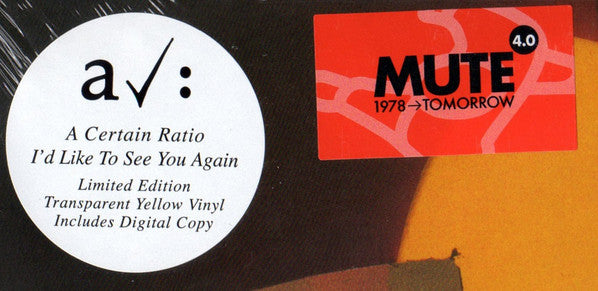 a✓:
A Certain Ratio
I'd Like To See You Again
Limited Edition
Transparent Yellow Vinyl
Includes Digital Copy
MUTE 4.0
1978→TOMORROW